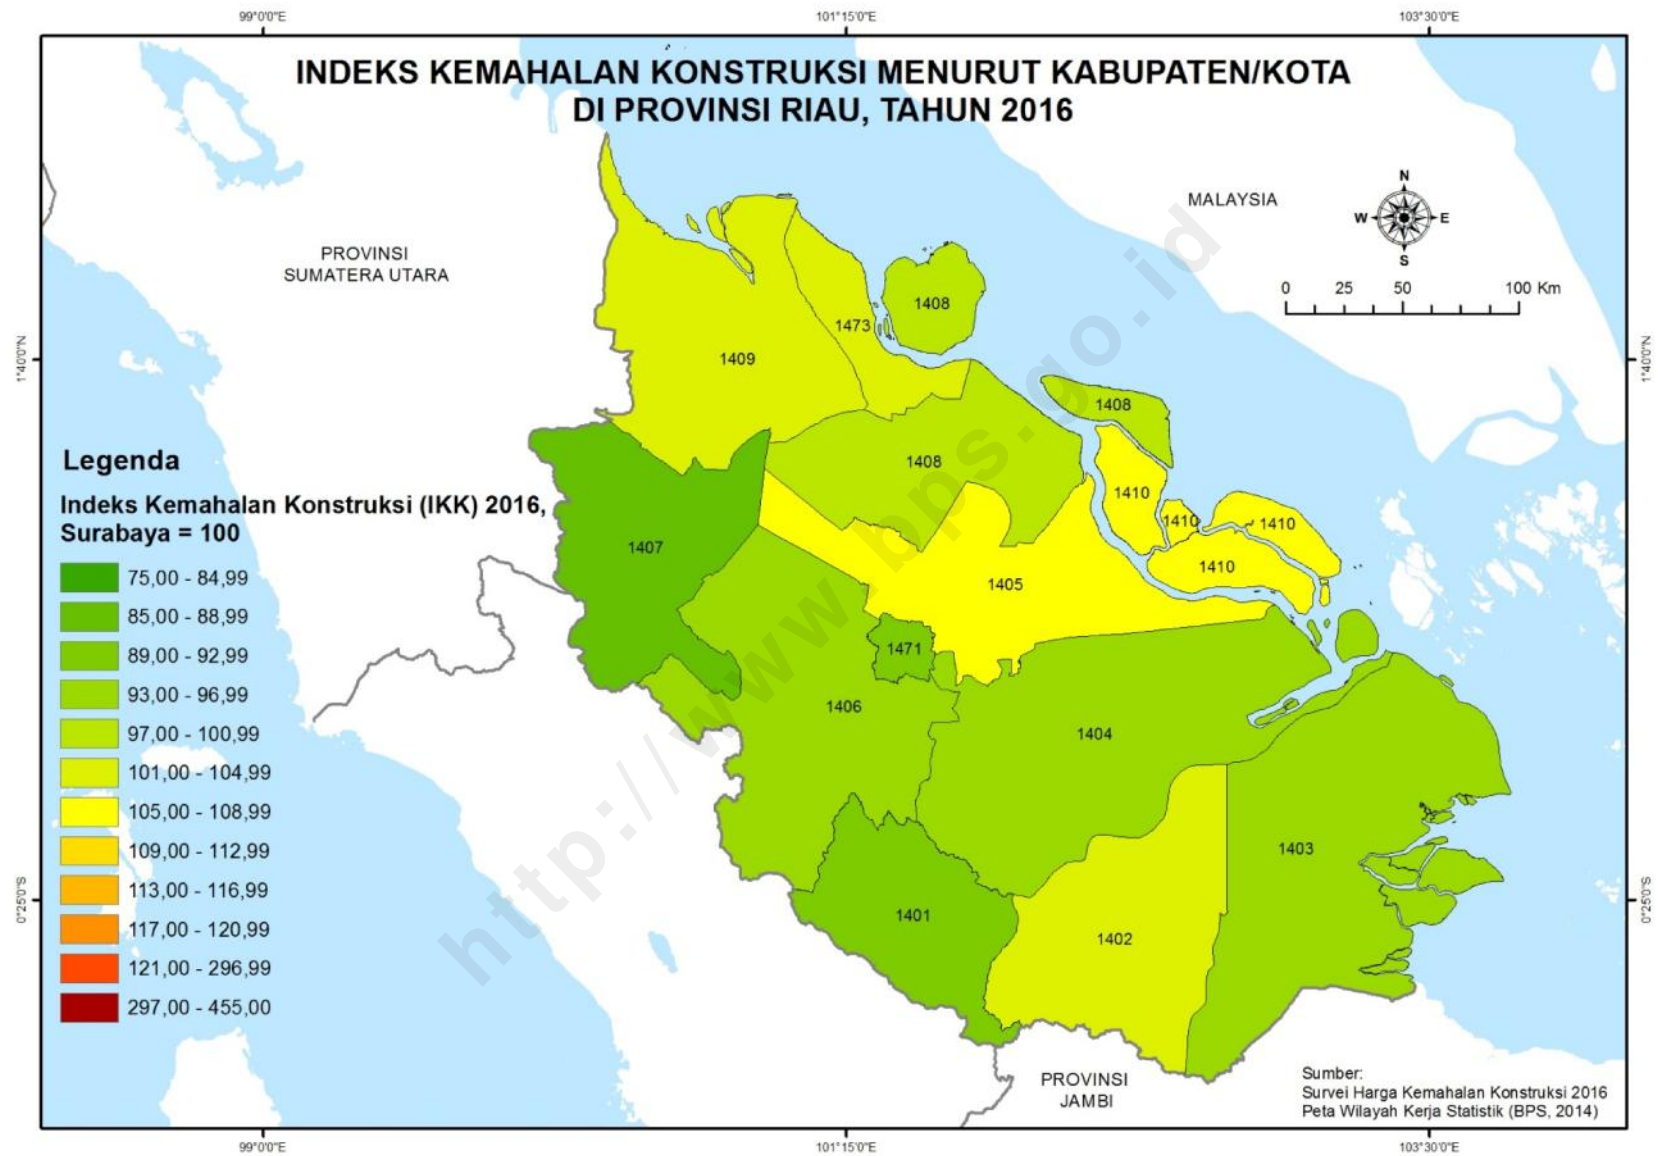 99°0'0"E
101°15'0"E
103°30'0"E
INDEKS KEMAHALAN KONSTRUKSI MENURUT KABUPATEN/KOTA
DI PROVINSI RIAU, TAHUN 2016
MALAYSIA
N
W
E
S
0 25 50 100 Km
PROVINSI
SUMATERA UTARA
1°40'0"N
1°40'0"N
1408
1473
1409
1408
1408
1410
1410
1410
1410
1407
1405
1471
1406
1404
1403
1401
1402
Legenda
Indeks Kemahalan Konstruksi (IKK) 2016,
Surabaya = 100
75,00 - 84,99
85,00 - 88,99
89,00 - 92,99
93,00 - 96,99
97,00 - 100,99
101,00 - 104,99
105,00 - 108,99
109,00 - 112,99
113,00 - 116,99
117,00 - 120,99
121,00 - 296,99
297,00 - 455,00
0°25'0"S
0°25'0"S
PROVINSI
JAMBI
Sumber:
Survei Harga Kemahalan Konstruksi 2016
Peta Wilayah Kerja Statistik (BPS, 2014)
99°0'0"E
101°15'0"E
103°30'0"E
http://www.bps.go.id